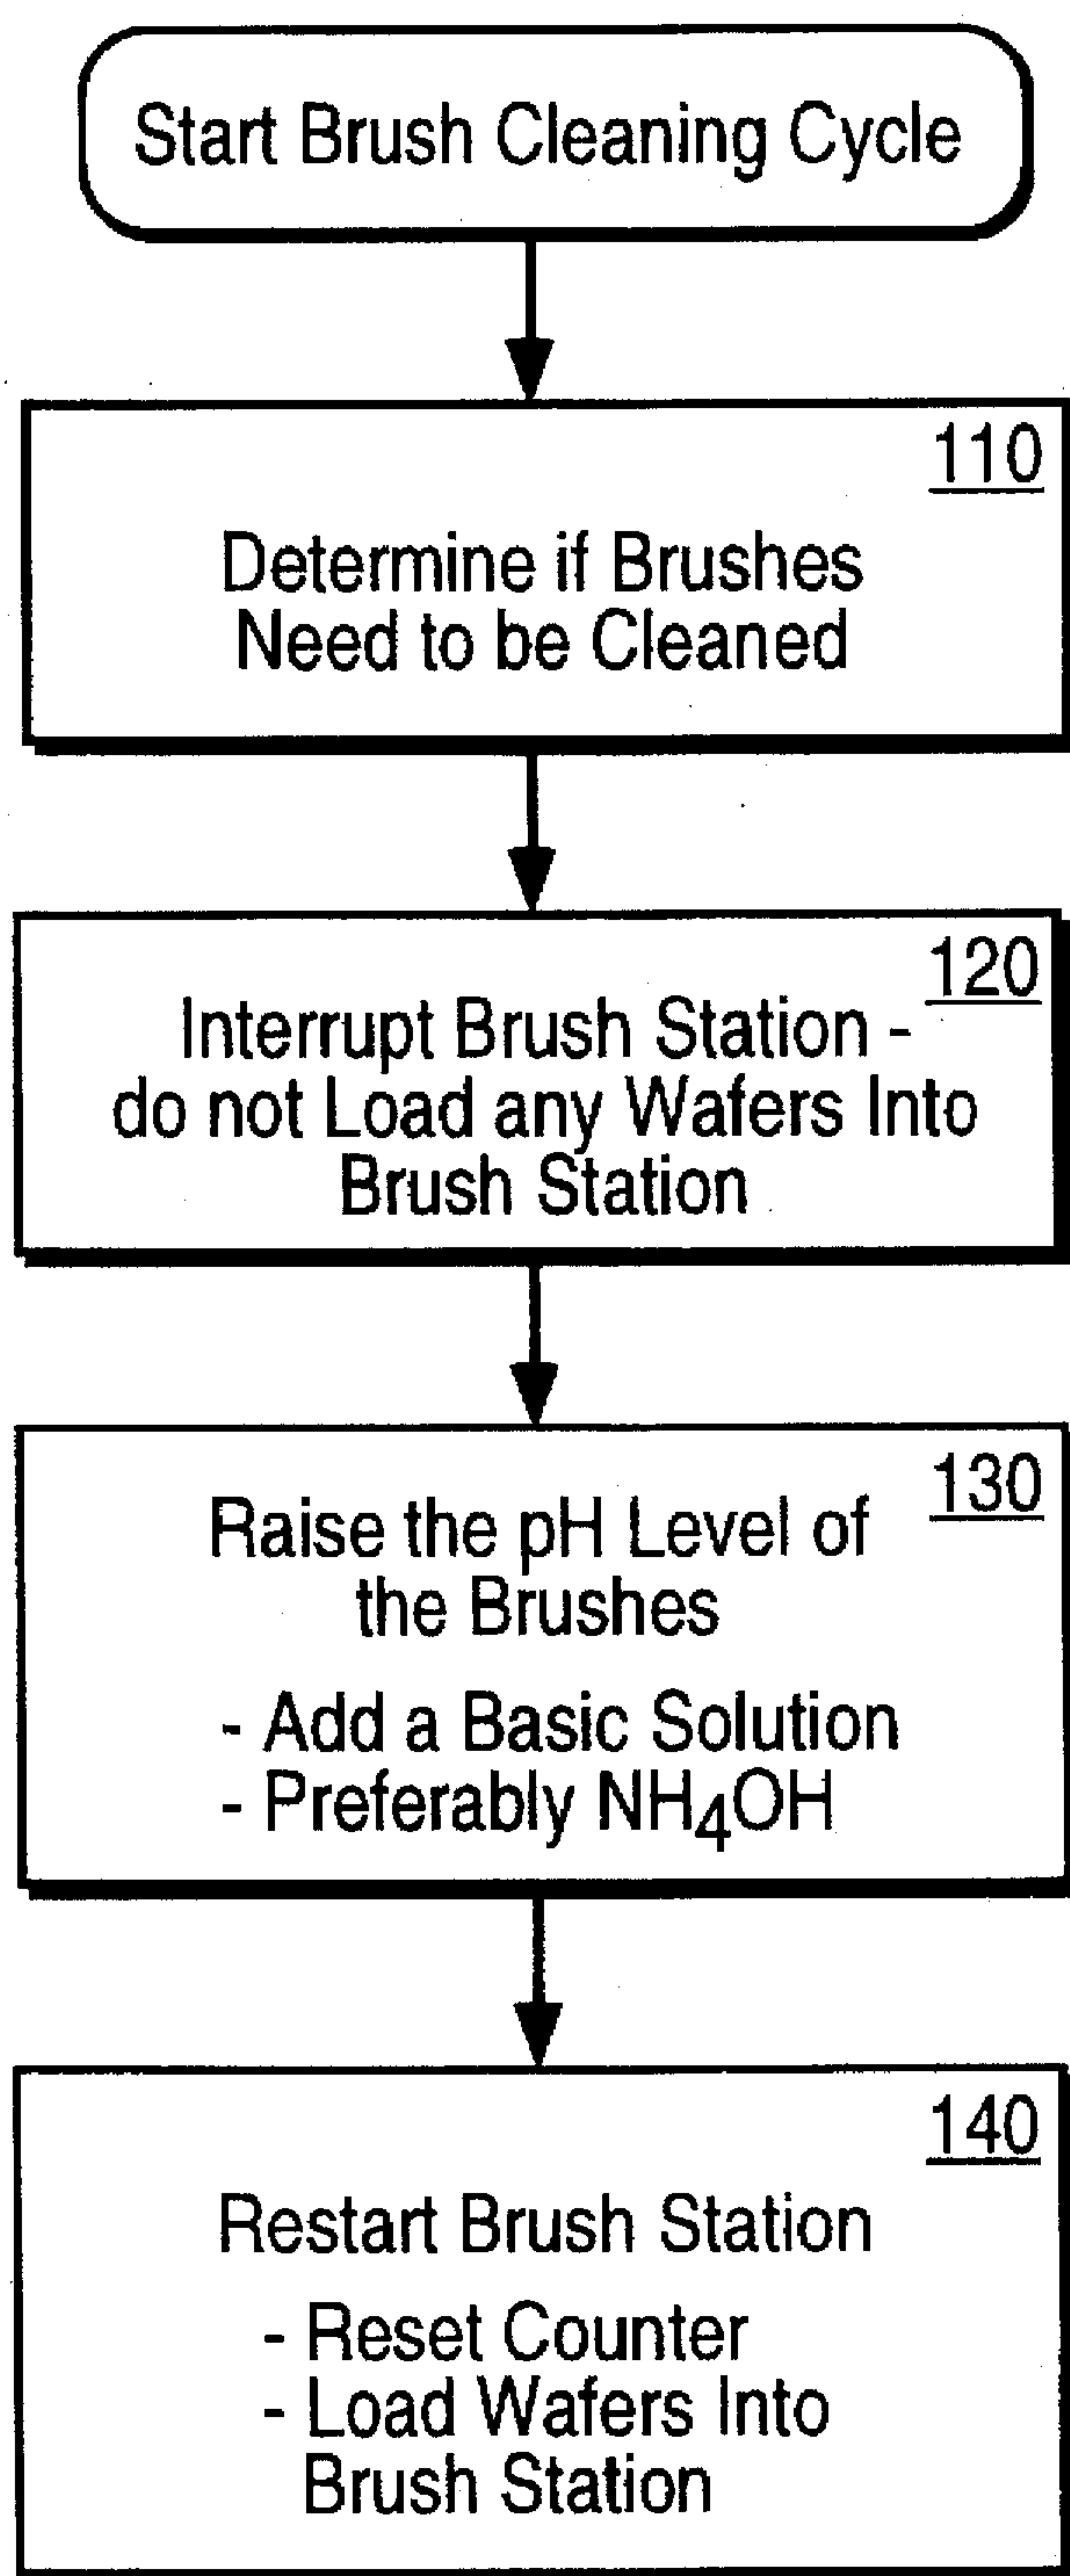 Start Brush Cleaning Cycle
110
Determine if Brushes
Need to be Cleaned
120
Interrupt Brush Station -
do not Load any Wafers Into
Brush Station
130
Raise the pH Level of
the Brushes
- Add a Basic Solution
- Preferably NH₄OH
140
Restart Brush Station
- Reset Counter
- Load Wafers Into
Brush Station